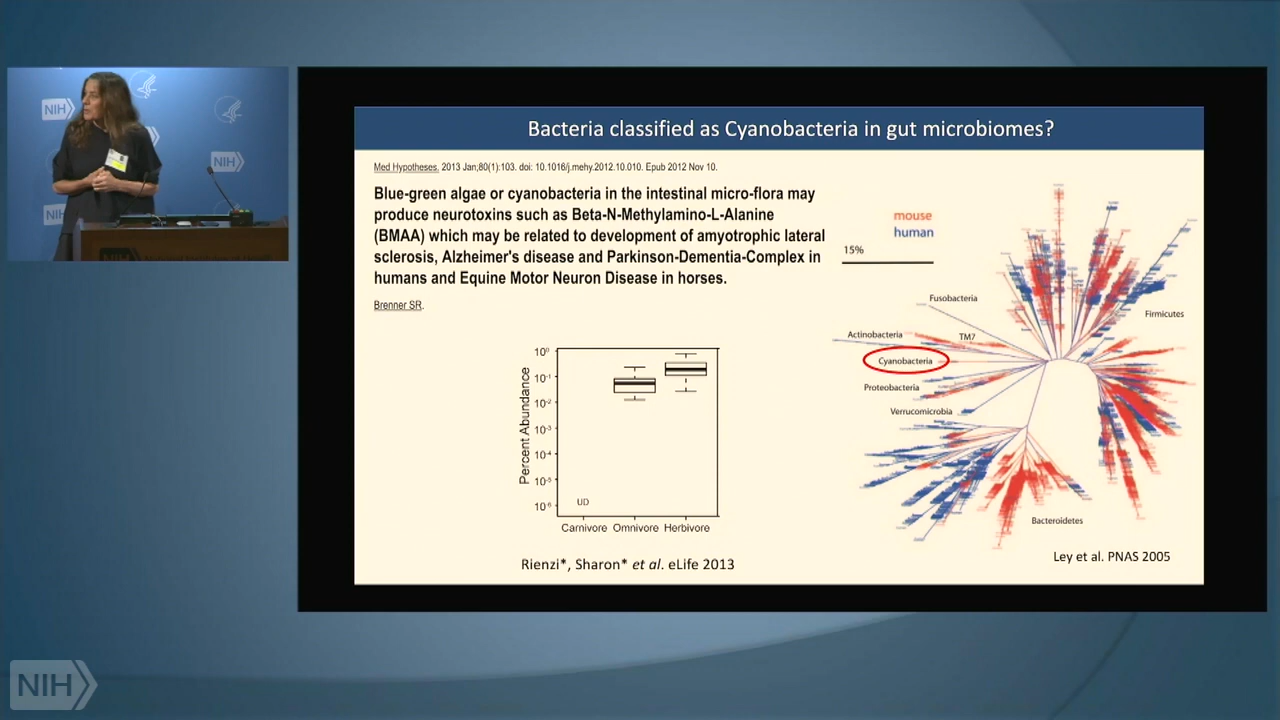 Bacteria classified as Cyanobacteria in gut microbiomes?
Med Hypotheses. 2013 Jan;80(1):103. doi: 10.1016/j.mehy.2012.10.010. Epub 2012 Nov 10.
Blue-green algae or cyanobacteria in the intestinal micro-flora may
produce neurotoxins such as Beta-N-Methylamino-L-Alanine
(BMAA) which may be related to development of amyotrophic lateral
sclerosis, Alzheimer's disease and Parkinson-Dementia-Complex in
humans and Equine Motor Neuron Disease in horses.
Brenner SR.
Percent Abundance
10⁰
10⁻¹
10⁻²
10⁻³
10⁻⁴
10⁻⁵
10⁻⁶
UD
Carnivore Omnivore Herbivore
Rienzi*, Sharon* et al. eLife 2013
mouse
human
15%
Fusobacteria
Firmicutes
Actinobacteria
TM7
Cyanobacteria
Proteobacteria
Verrucomicrobia
Bacteroidetes
Ley et al. PNAS 2005
NIH
NIH
NIH
NIH